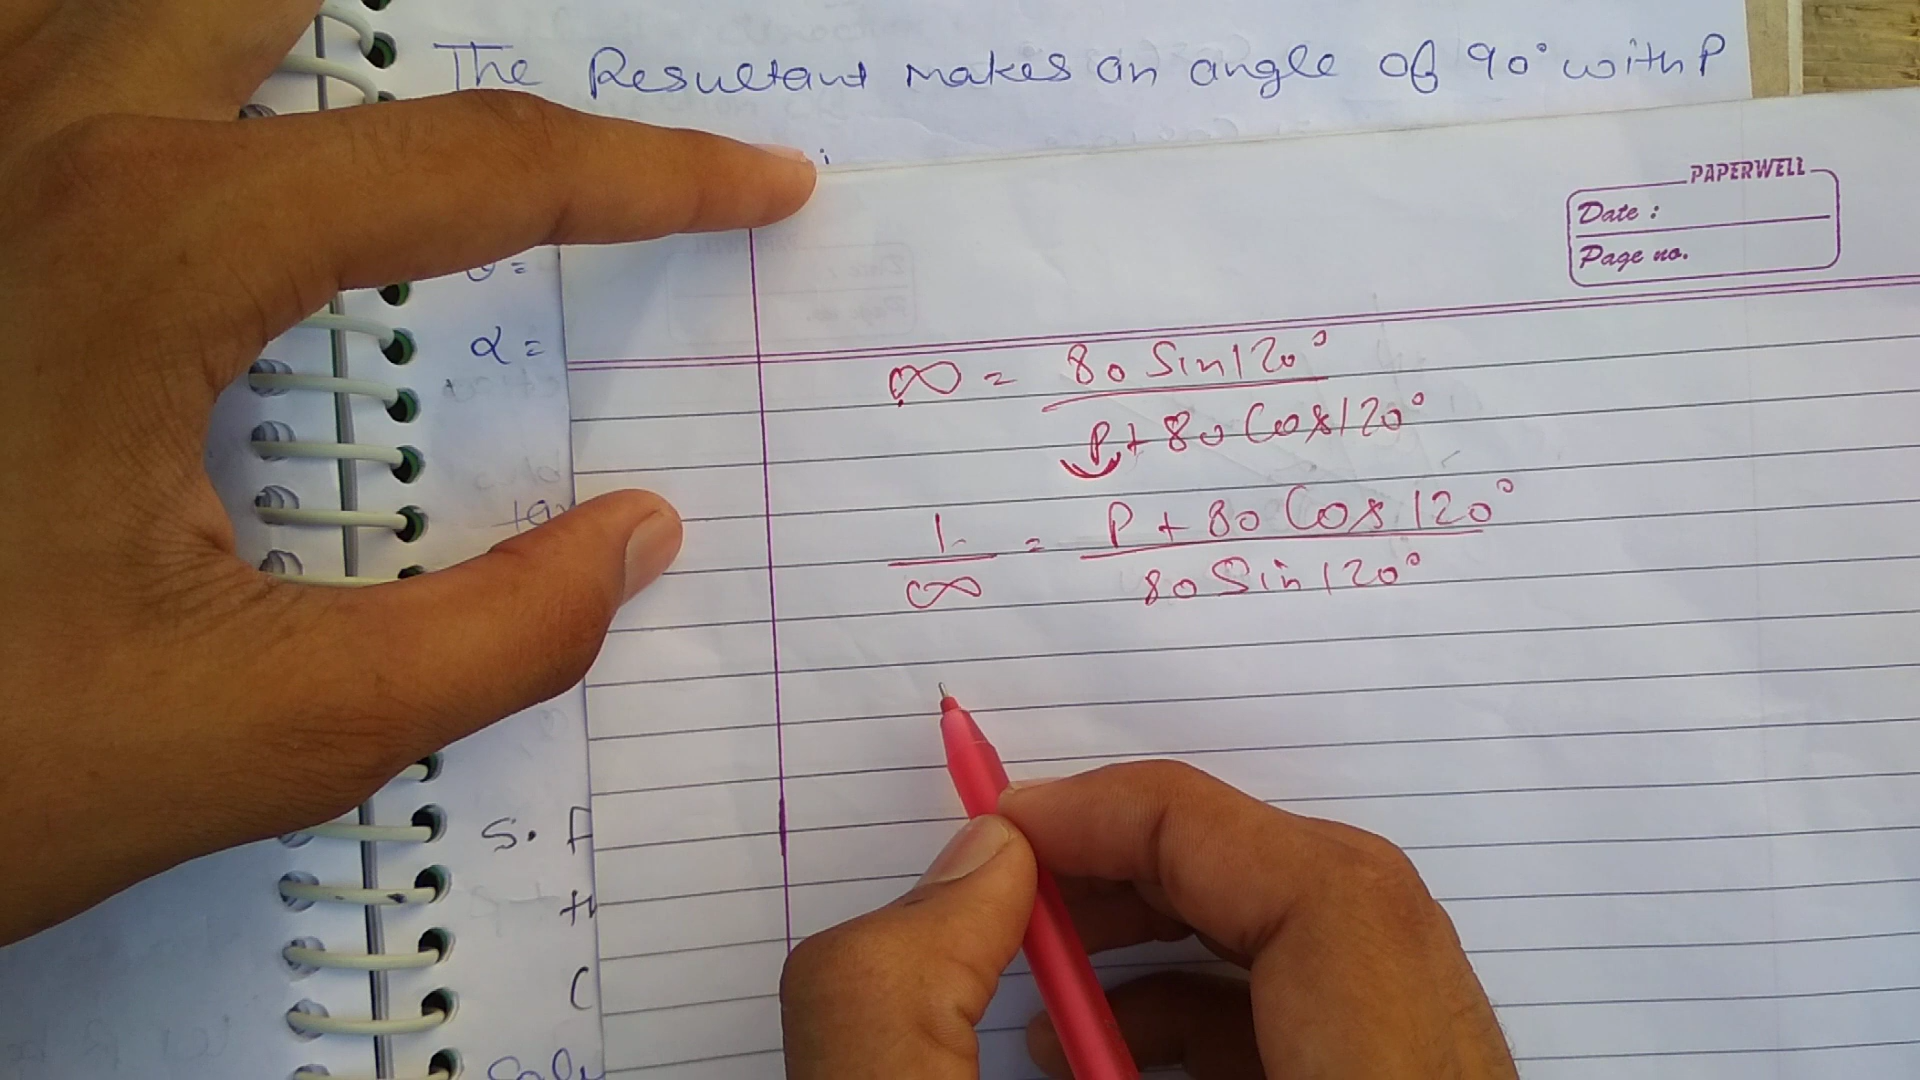 The Resultant makes an angle of 90° with P
PAPERWELL
Date :
Page no.
θ =
α =
∞ = 80 Sin120° / P + 80 Cos120°
1 / ∞ = P + 80 Cos 120° / 80 Sin 120°
5.